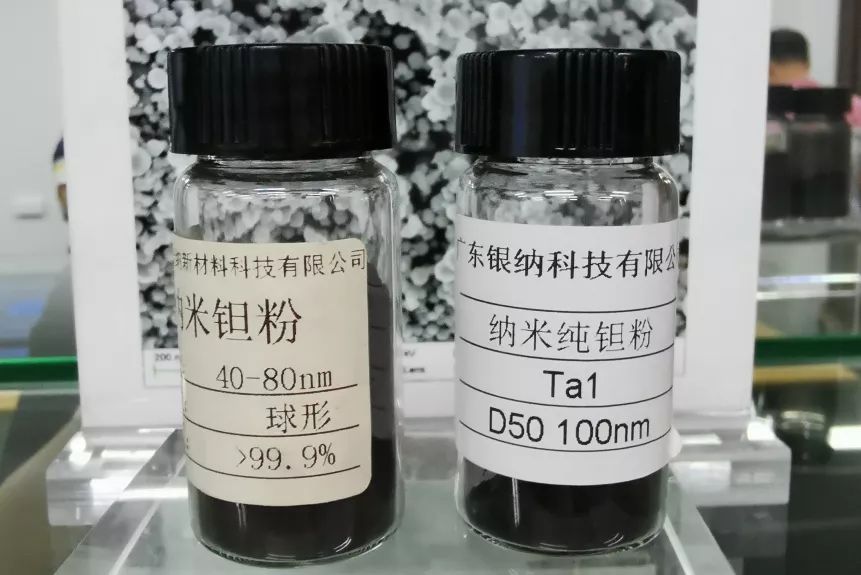 新材料科技有限公司
米钽粉
40-80nm
球形
>99.9%
广东银纳科技有限公
纳米纯钽粉
Ta1
D50 100nm
200 n